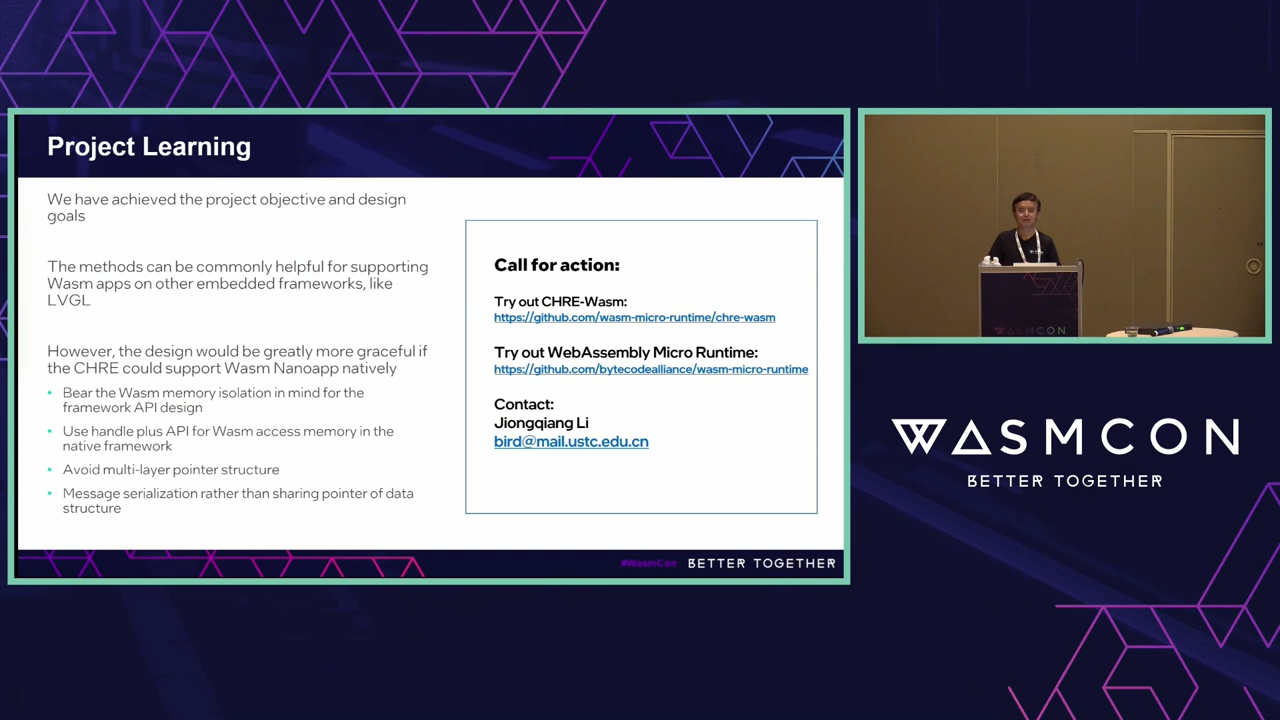 Project Learning
We have achieved the project objective and design
goals
The methods can be commonly helpful for supporting
Wasm apps on other embedded frameworks, like
LVGL
However, the design would be greatly more graceful if
the CHRE could support Wasm Nanoapp natively
• Bear the Wasm memory isolation in mind for the
framework API design
• Use handle plus API for Wasm access memory in the
native framework
• Avoid multi-layer pointer structure
• Message serialization rather than sharing pointer of data
structure
Call for action:
Try out CHRE-Wasm:
https://github.com/wasm-micro-runtime/chre-wasm
Try out WebAssembly Micro Runtime:
https://github.com/bytecodealliance/wasm-micro-runtime
Contact:
Jiongqiang Li
bird@mail.ustc.edu.cn
#WasmCon BETTER TOGETHER
WASMCON
WASMCON
BETTER TOGETHER